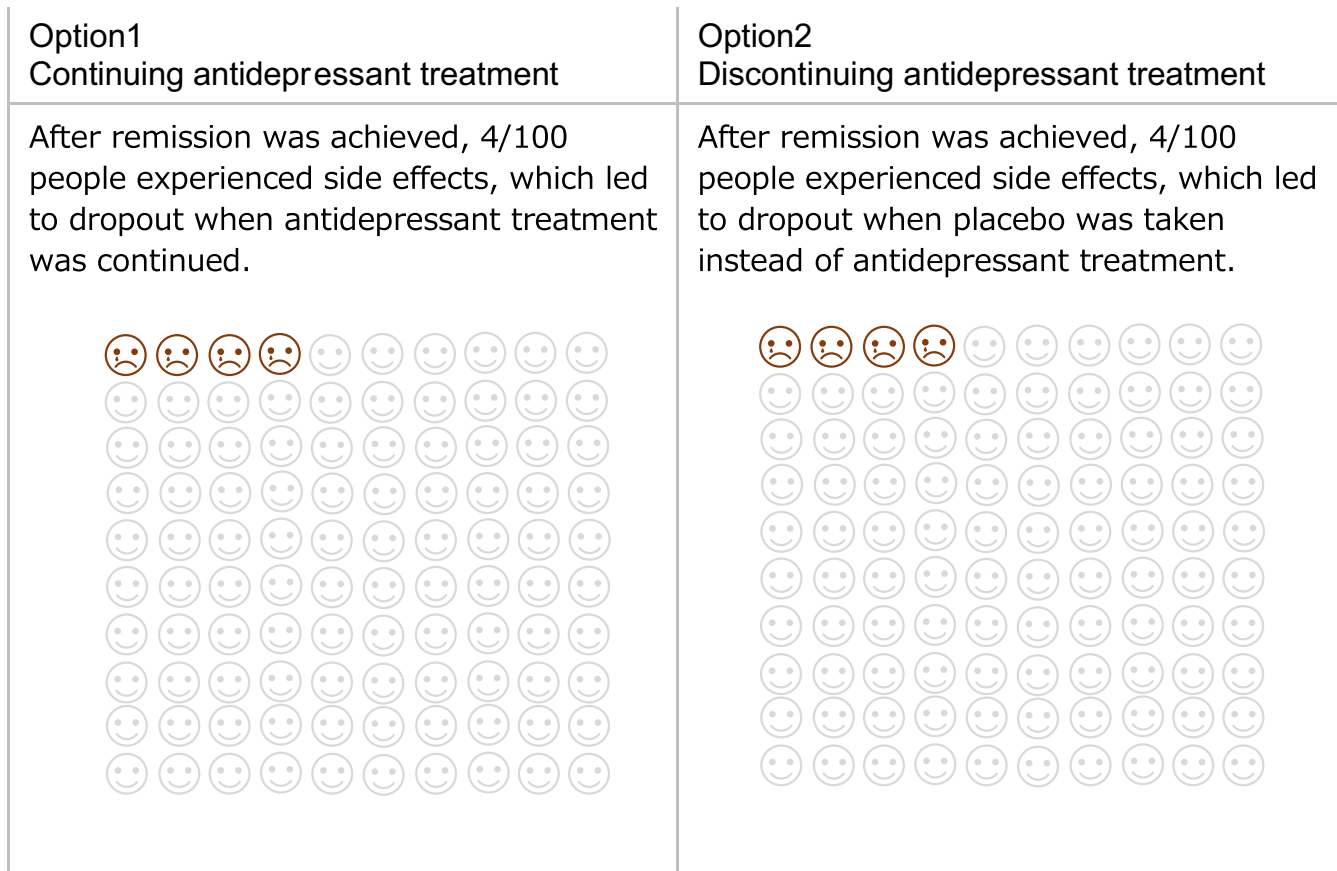 Option1
Continuing antidepressant treatment
After remission was achieved, 4/100
people experienced side effects, which led
to dropout when antidepressant treatment
was continued.
Option2
Discontinuing antidepressant treatment
After remission was achieved, 4/100
people experienced side effects, which led
to dropout when placebo was taken
instead of antidepressant treatment.